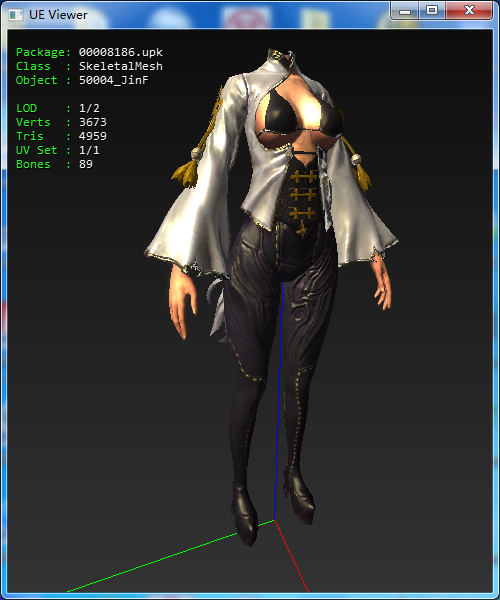 UE Viewer
Package: 00008186.upk
Class : SkeletalMesh
Object : 50004_JinF
LOD : 1/2
Verts : 3673
Tris : 4959
UV Set : 1/1
Bones : 89